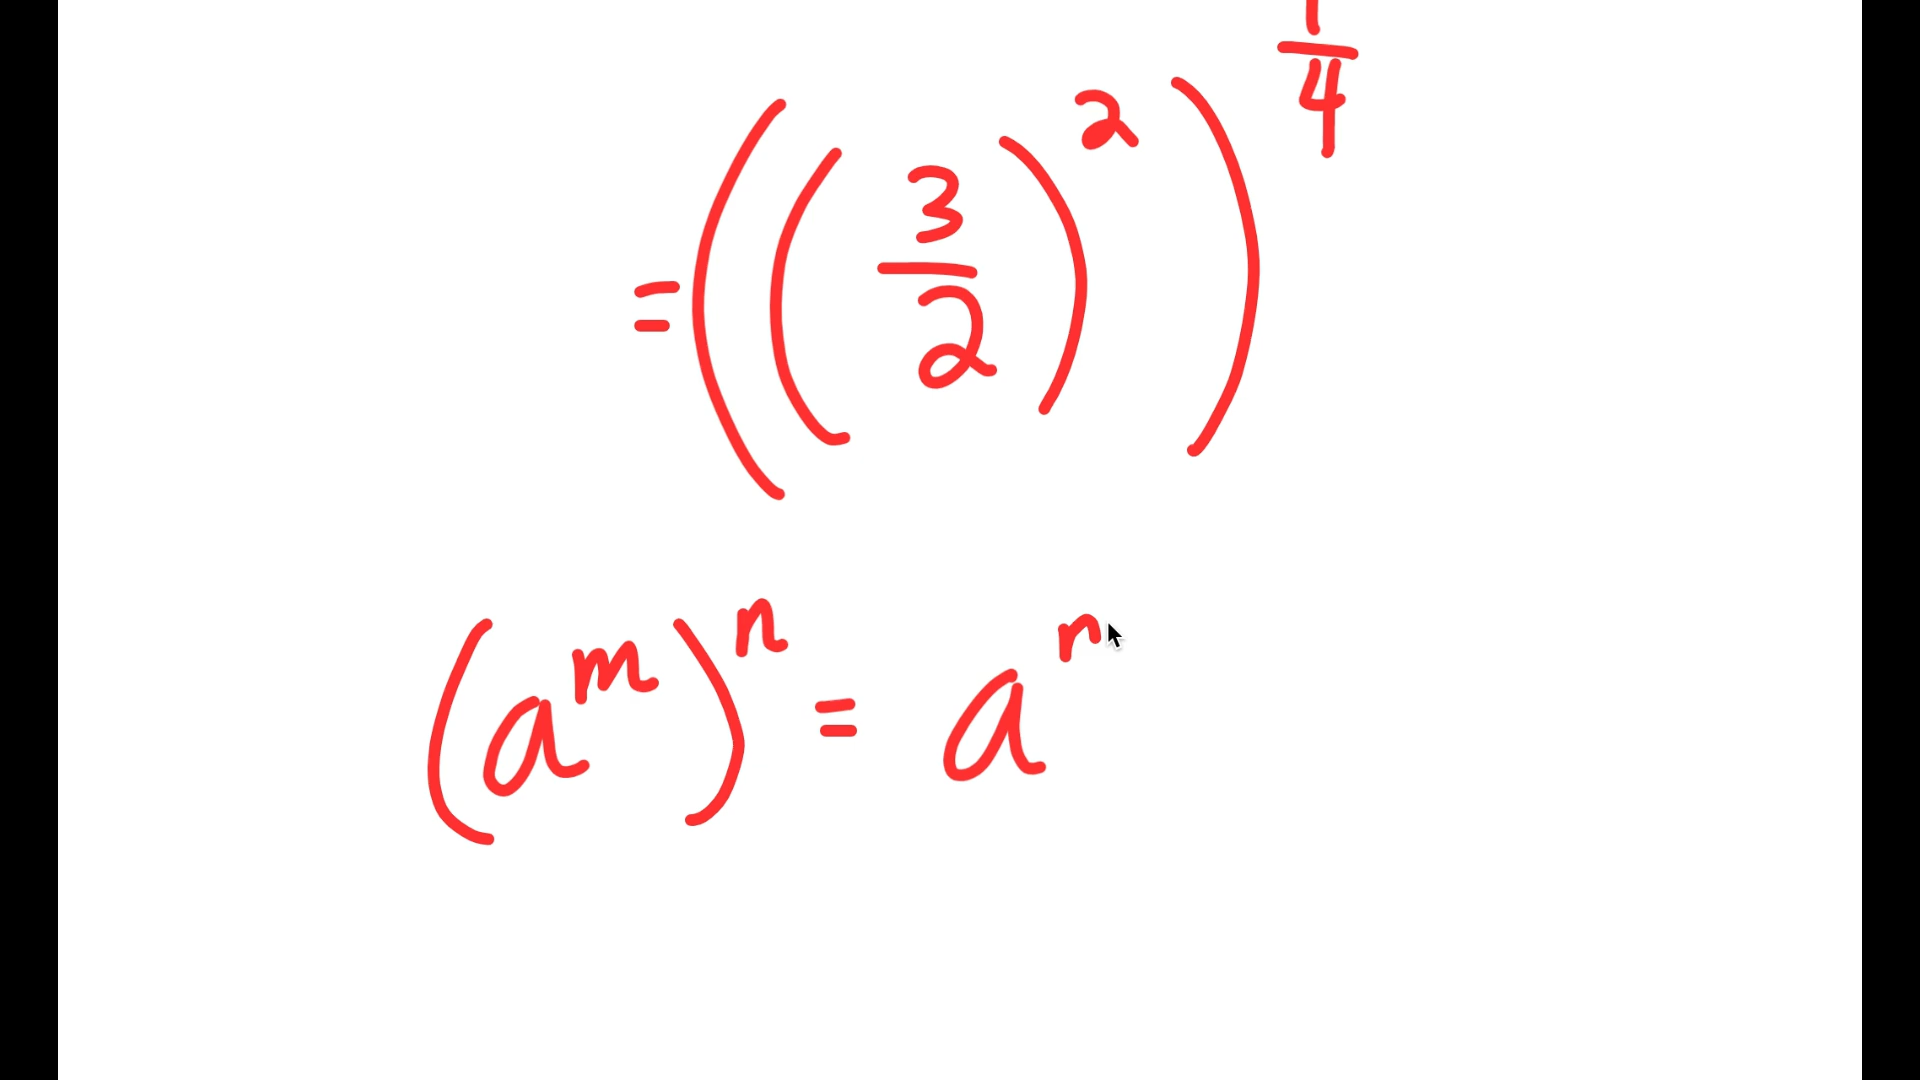 = ((3/2)^2)^1/4
(a^m)^n = a^n